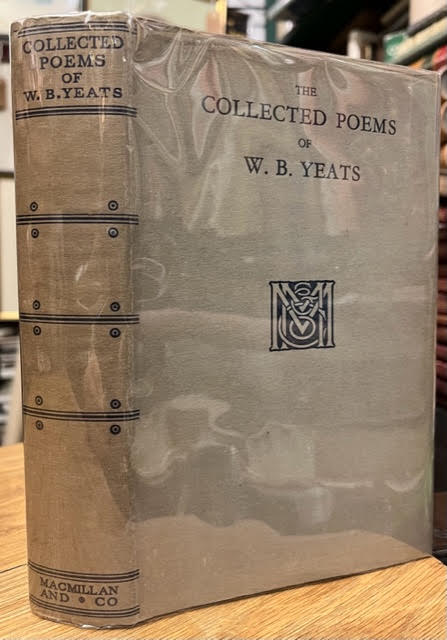 COLLECTED
POEMS
OF
W. B. YEATS
MACMILLAN
AND • CO
THE
COLLECTED POEMS
OF
W. B. YEATS